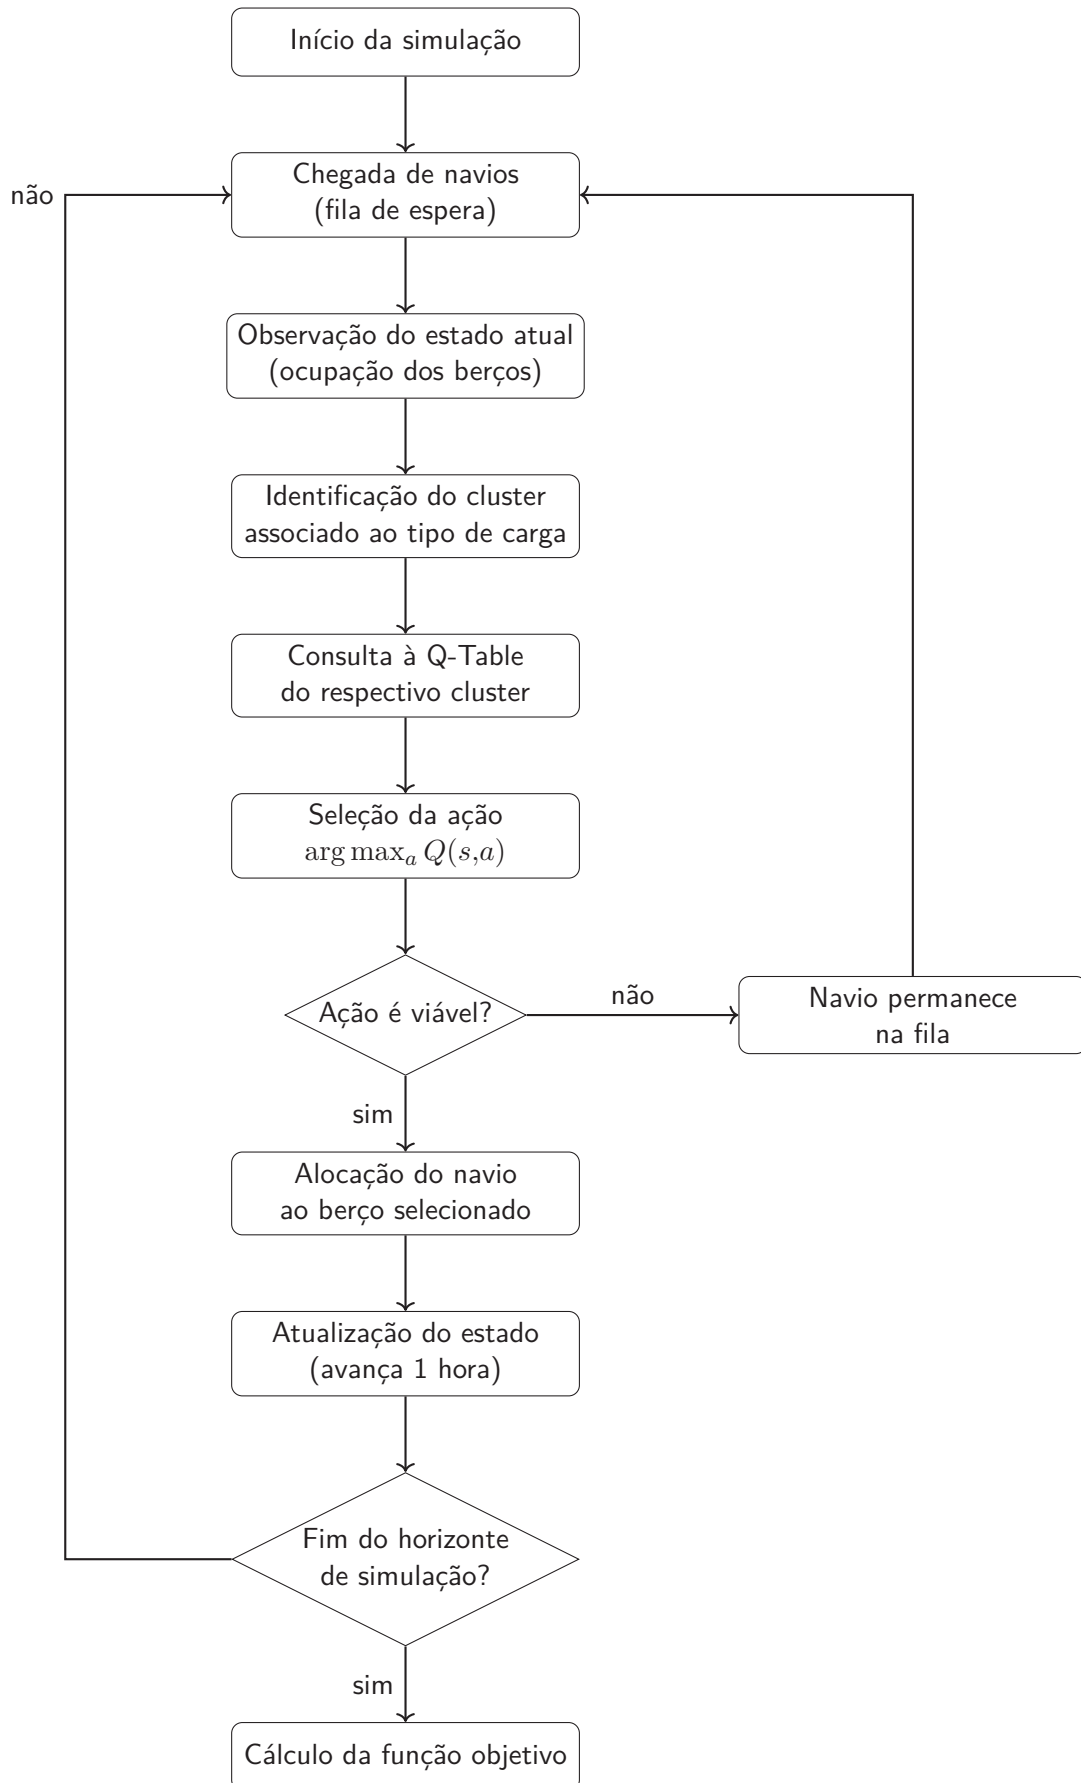 Início da simulação
não
Chegada de navios
(fila de espera)
Observação do estado atual
(ocupação dos berços)
Identificação do cluster
associado ao tipo de carga
Consulta à Q-Table
do respectivo cluster
Seleção da ação
arg maxₐ Q(s,a)
Ação é viável?
não
Navio permanece
na fila
sim
Alocação do navio
ao berço selecionado
Atualização do estado
(avança 1 hora)
Fim do horizonte
de simulação?
sim
Cálculo da função objetivo